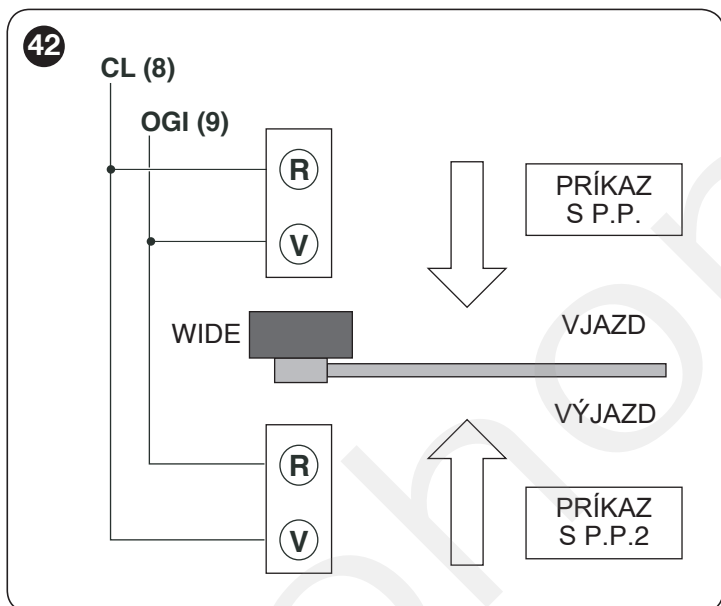 42
CL (8)
OGI (9)
R
V
PRÍKAZ
S P.P.
WIDE
VJAZD
VÝJAZD
R
V
PRÍKAZ
S P.P.2